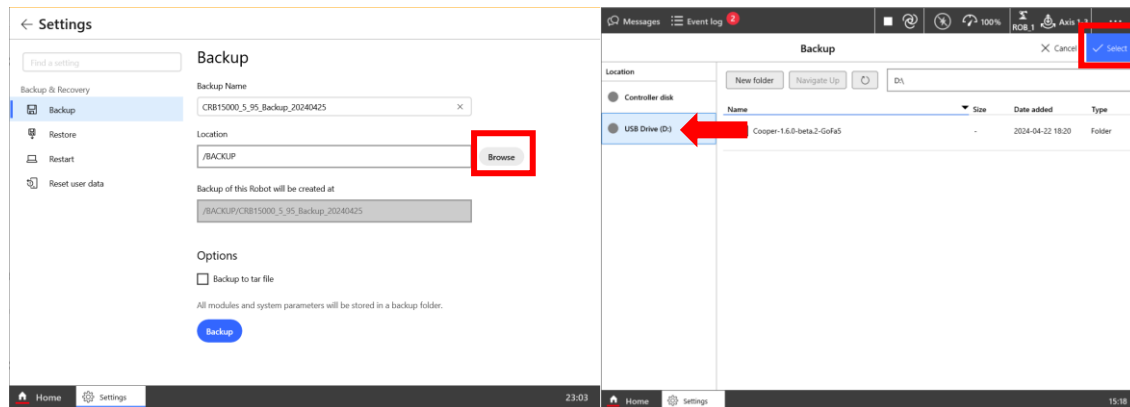 ← Settings
Find a setting
Backup & Recovery
Backup
Restore
Restart
Reset user data
Backup
Backup Name
CRB15000_5_95_Backup_20240425
Location
/BACKUP
Browse
Backup of this Robot will be created at
/BACKUP/CRB15000_5_95_Backup_20240425
Options
Backup to tar file
All modules and system parameters will be stored in a backup folder.
Backup
Home Settings 23:03
Messages Event log 2 100% ROB_1 Axis 1-3 ...
Backup Cancel Select
Location
Controller disk
USB Drive (D:)
New folder Navigate Up D:\
Name Size Date added Type
Cooper-1.6.0-beta.2-GoFa5 - 2024-04-22 18:20 Folder
Home Settings 15:18